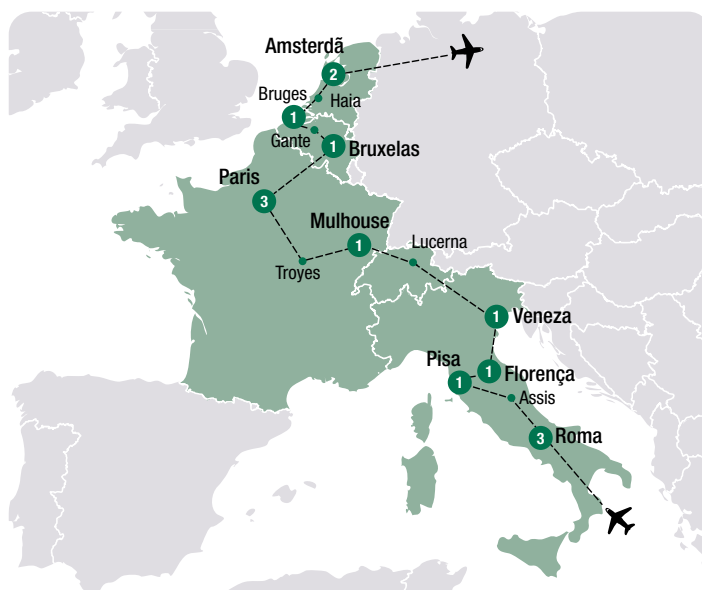 Amsterdã
2
Bruges
Haia
1
Gante
1
Bruxelas
Paris
3
Mulhouse
1
Lucerna
Troyes
1
Veneza
Pisa
1
Florença
1
Assis
3
Roma